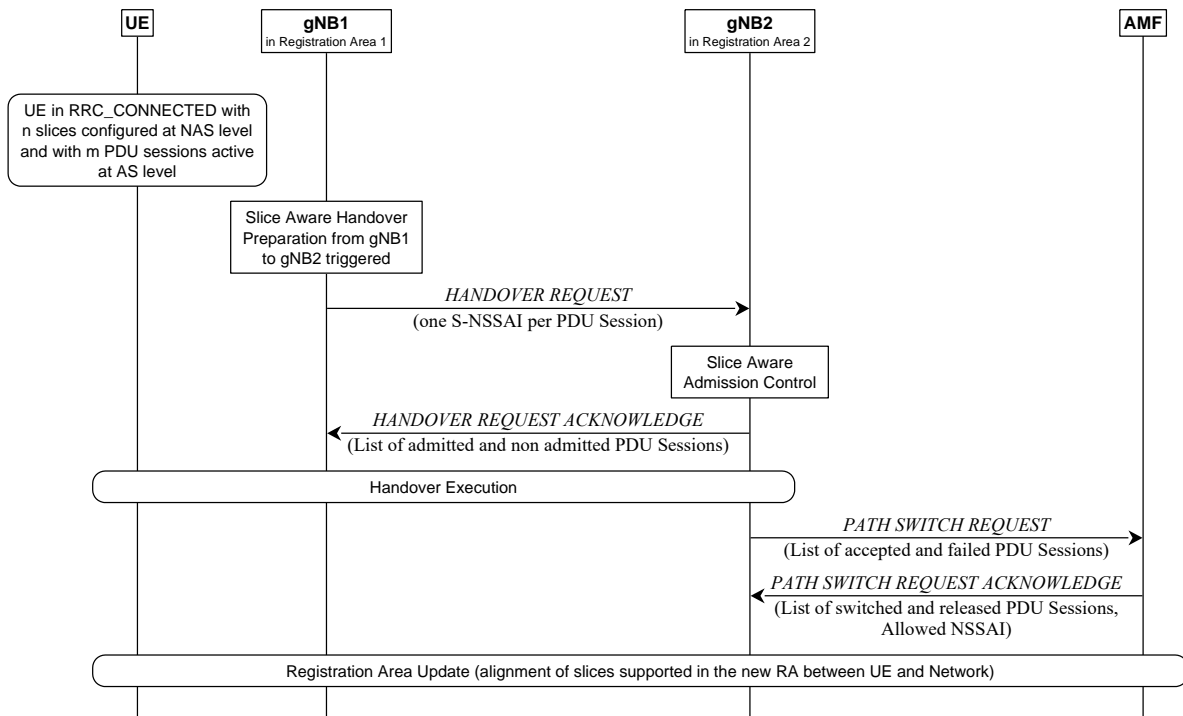 UE
gNB1
in Registration Area 1
gNB2
in Registration Area 2
AMF
UE in RRC_CONNECTED with
n slices configured at NAS level
and with m PDU sessions active
at AS level
Slice Aware Handover
Preparation from gNB1
to gNB2 triggered
HANDOVER REQUEST
(one S-NSSAI per PDU Session)
Slice Aware
Admission Control
HANDOVER REQUEST ACKNOWLEDGE
(List of admitted and non admitted PDU Sessions)
Handover Execution
PATH SWITCH REQUEST
(List of accepted and failed PDU Sessions)
PATH SWITCH REQUEST ACKNOWLEDGE
(List of switched and released PDU Sessions,
Allowed NSSAI)
Registration Area Update (alignment of slices supported in the new RA between UE and Network)